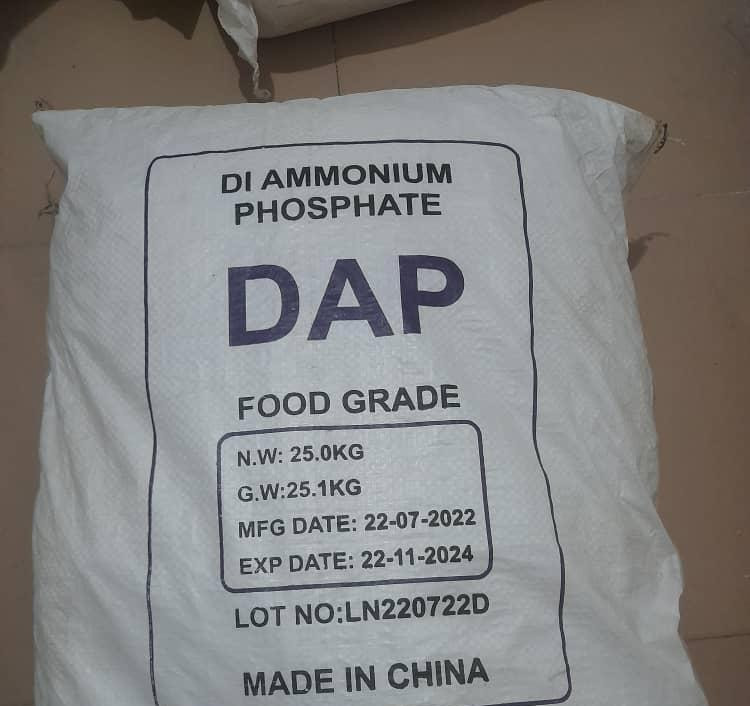 DI AMMONIUM
PHOSPHATE
DAP
FOOD GRADE
N.W: 25.0KG
G.W:25.1KG
MFG DATE: 22-07-2022
EXP DATE: 22-11-2024
LOT NO:LN220722D
MADE IN CHINA